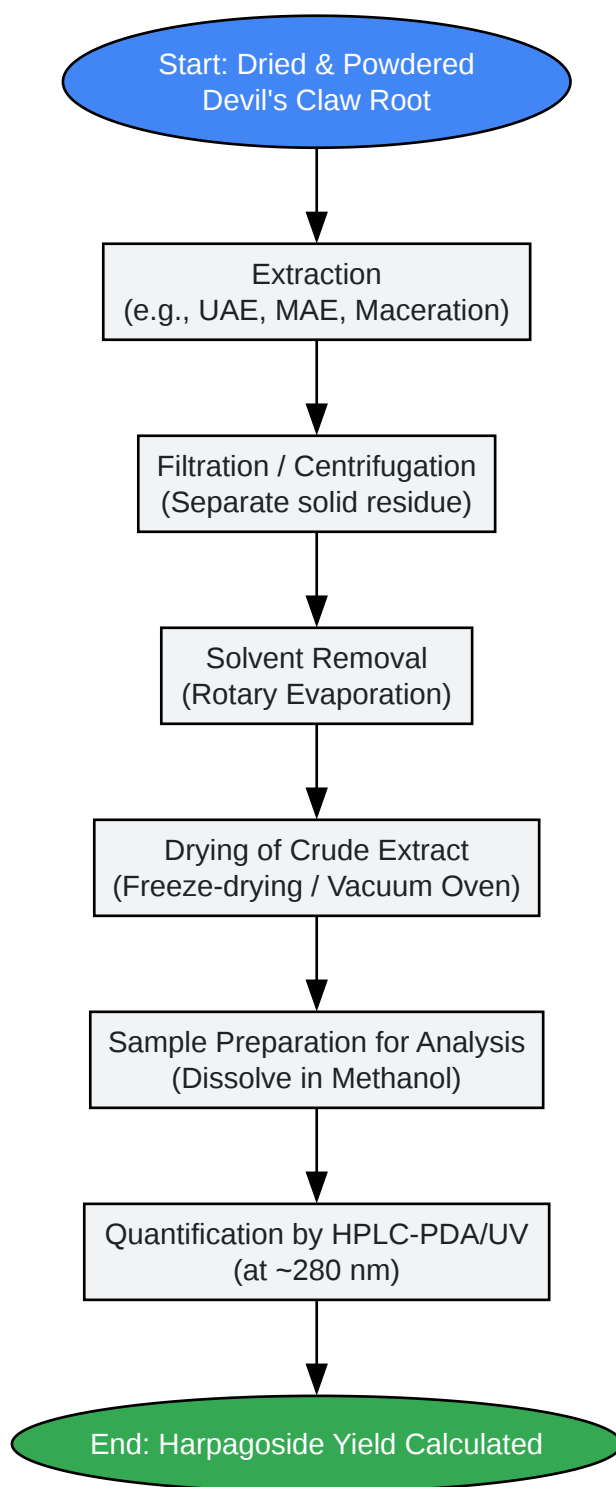 Start: Dried & Powdered
Devil's Claw Root
Extraction
(e.g., UAE, MAE, Maceration)
Filtration / Centrifugation
(Separate solid residue)
Solvent Removal
(Rotary Evaporation)
Drying of Crude Extract
(Freeze-drying / Vacuum Oven)
Sample Preparation for Analysis
(Dissolve in Methanol)
Quantification by HPLC-PDA/UV
(at ~280 nm)
End: Harpagoside Yield Calculated